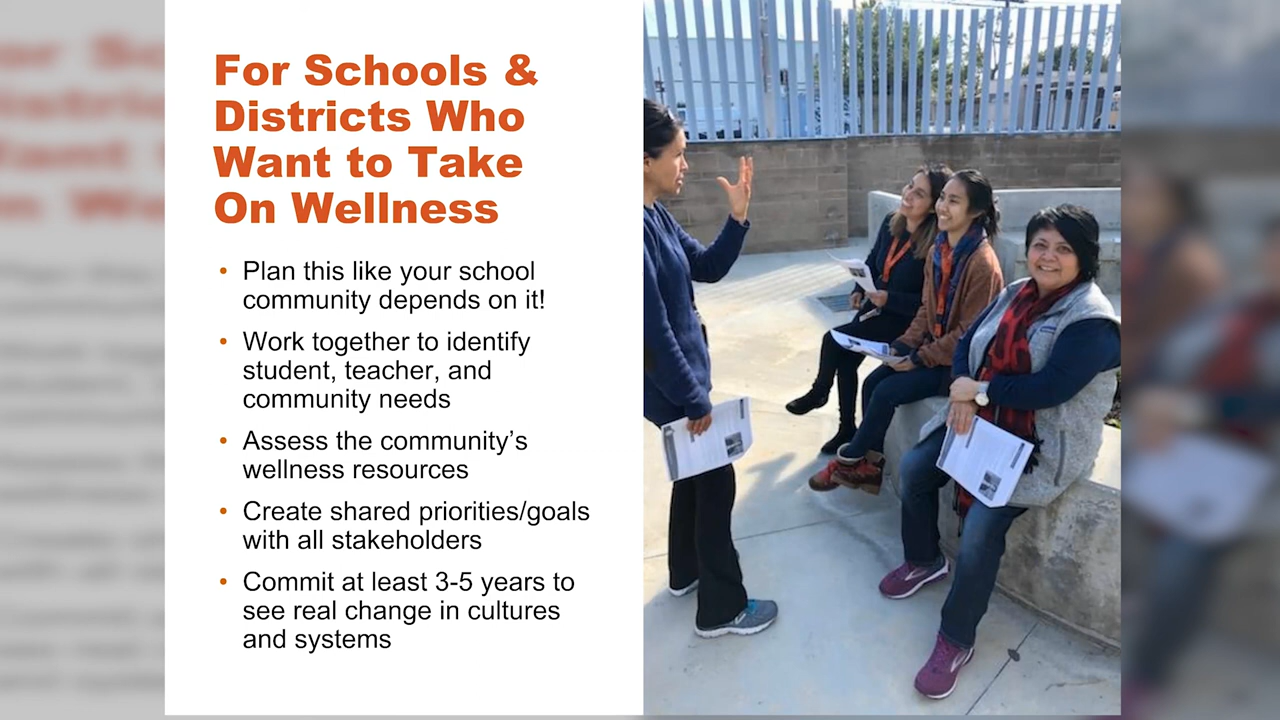 For Schools &
Districts Who
Want to Take
On Wellness
• Plan this like your school
community depends on it!
• Work together to identify
student, teacher, and
community needs
• Assess the community’s
wellness resources
• Create shared priorities/goals
with all stakeholders
• Commit at least 3-5 years to
see real change in cultures
and systems